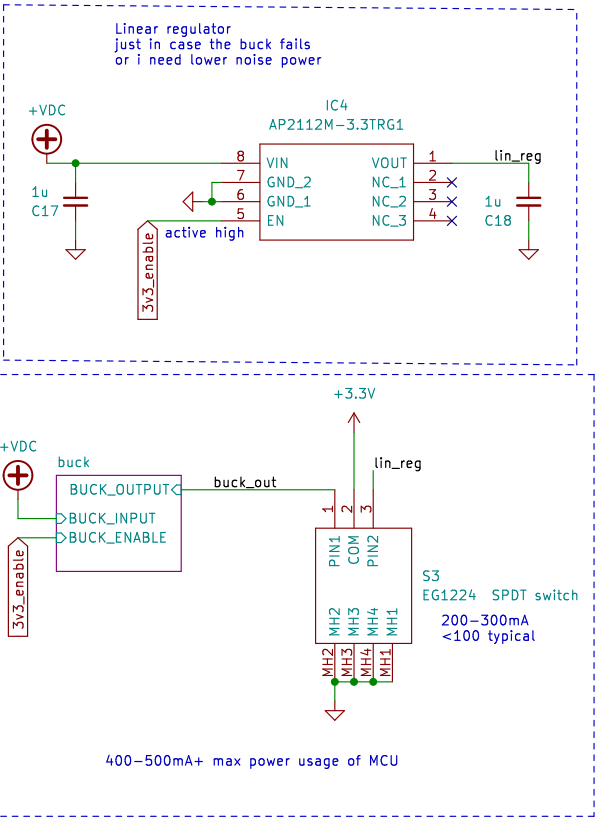 Linear regulator
just in case the buck fails
or i need lower noise power
+VDC
IC4
AP2112M-3.3TRG1
8 VIN VOUT 1 lin_reg
7 GND_2 NC_1 2
6 GND_1 NC_2 3
5 EN NC_3 4
1u
C17
1u
C18
active high
3v3_enable
+3.3V
+VDC
buck
lin_reg
BUCK_OUTPUT buck_out
BUCK_INPUT
BUCK_ENABLE
3v3_enable
1 2 3
PIN1 COM PIN2
S3
EG1224 SPDT switch
200-300mA
<100 typical
MH2 MH3 MH4 MH1
MH2 MH3 MH4 MH1
400-500mA+ max power usage of MCU